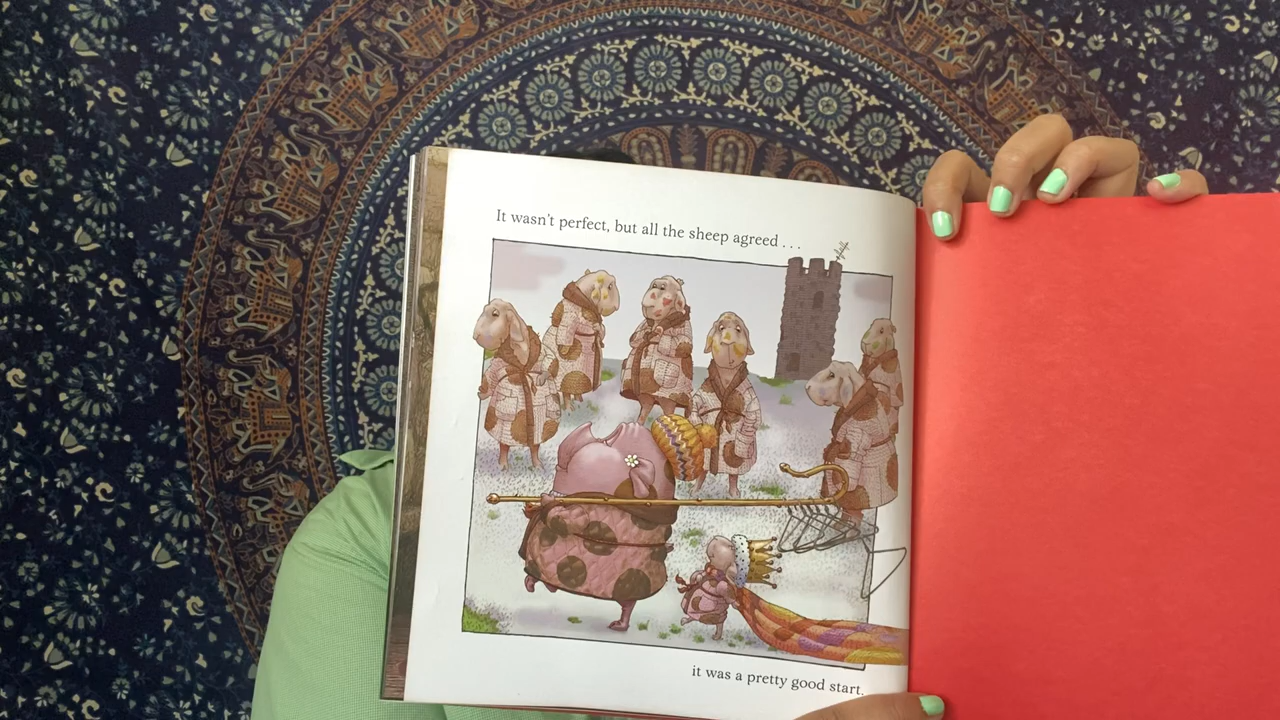 It wasn't perfect, but all the sheep agreed . . .
it was a pretty good start.